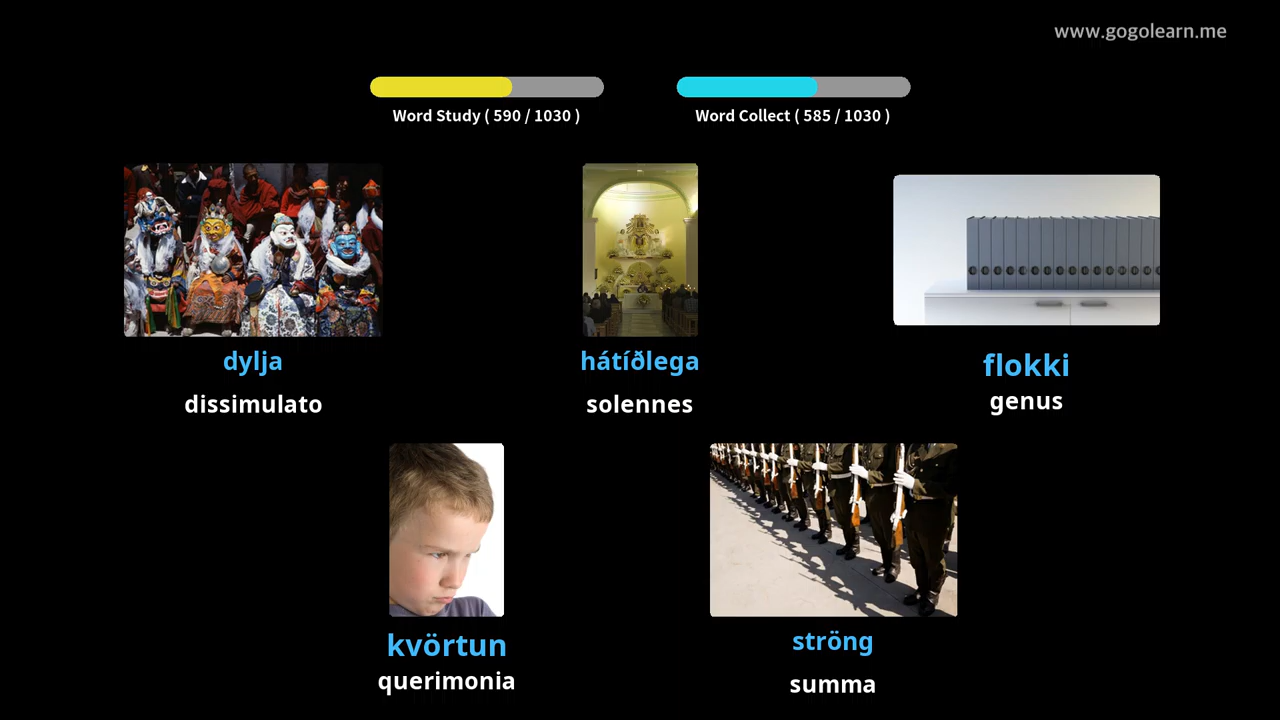 www.gogolearn.me
Word Study ( 590 / 1030 )
Word Collect ( 585 / 1030 )
dylja
dissimulato
hátíðlega
solennes
flokki
genus
kvörtun
querimonia
ströng
summa